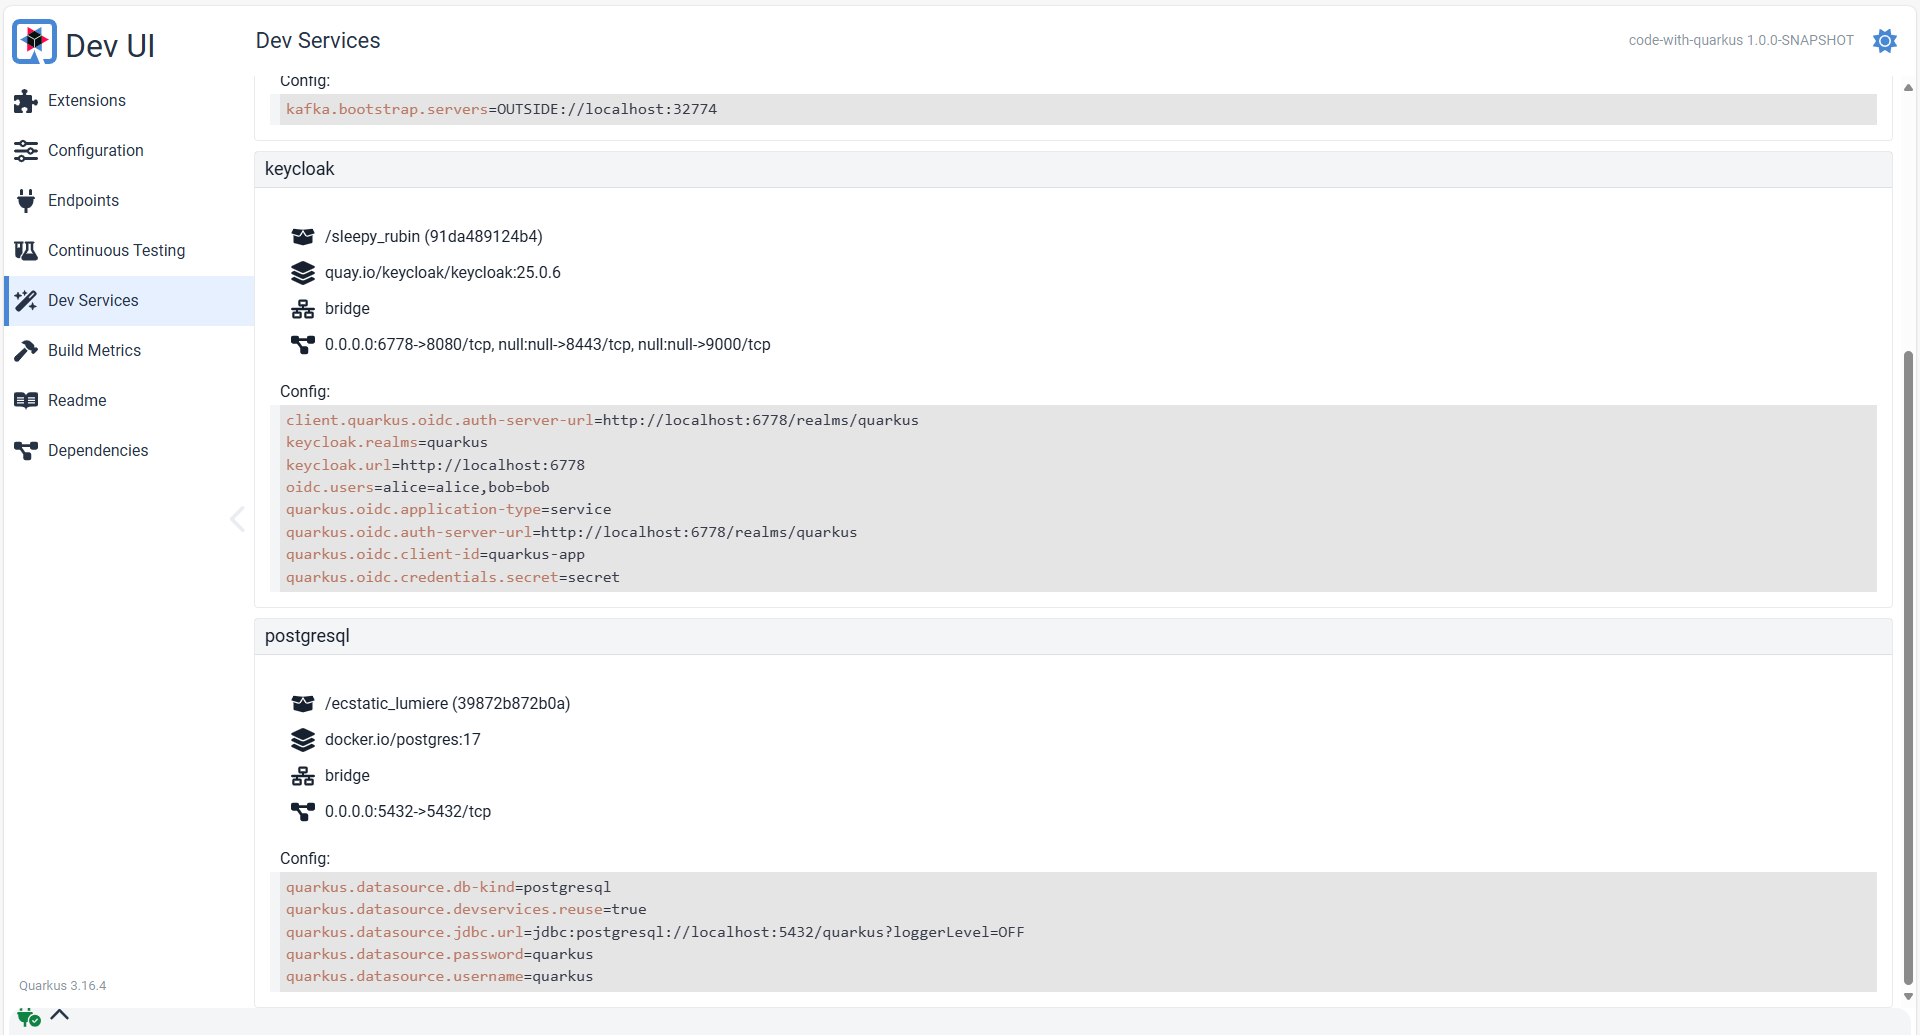 Dev UI
Dev Services
code-with-quarkus 1.0.0-SNAPSHOT
Extensions
Configuration
Endpoints
Continuous Testing
Dev Services
Build Metrics
Readme
Dependencies
Config:
kafka.bootstrap.servers=OUTSIDE://localhost:32774
keycloak
/sleepy_rubin (91da489124b4)
quay.io/keycloak/keycloak:25.0.6
bridge
0.0.0.0:6778->8080/tcp, null:null->8443/tcp, null:null->9000/tcp
Config:
client.quarkus.oidc.auth-server-url=http://localhost:6778/realms/quarkus
keycloak.realms=quarkus
keycloak.url=http://localhost:6778
oidc.users=alice=alice,bob=bob
quarkus.oidc.application-type=service
quarkus.oidc.auth-server-url=http://localhost:6778/realms/quarkus
quarkus.oidc.client-id=quarkus-app
quarkus.oidc.credentials.secret=secret
postgresql
/ecstatic_lumiere (39872b872b0a)
docker.io/postgres:17
bridge
0.0.0.0:5432->5432/tcp
Config:
quarkus.datasource.db-kind=postgresql
quarkus.datasource.devservices.reuse=true
quarkus.datasource.jdbc.url=jdbc:postgresql://localhost:5432/quarkus?loggerLevel=OFF
quarkus.datasource.password=quarkus
quarkus.datasource.username=quarkus
Quarkus 3.16.4